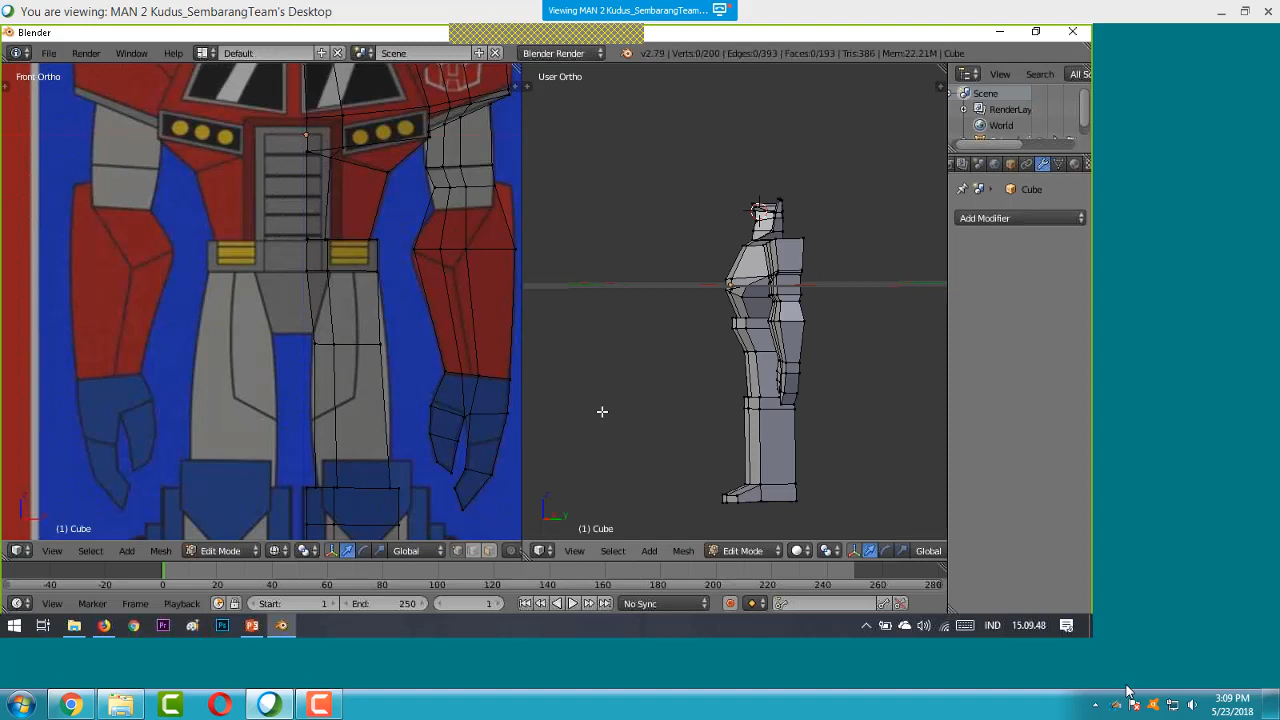 You are viewing: MAN 2 Kudus_SembarangTeam's Desktop
Viewing MAN 2 Kudus_SembarangTeam...
Blender
File Render Window Help Default Scene Blender Render v2.79 | Verts:0/200 | Edges:0/393 | Faces:0/193 | Tris:386 | Mem:22.21M | Cube
Front Ortho
User Ortho
View Search All Sc
Scene
RenderLay
World
Cube
Add Modifier
(1) Cube
(1) Cube
View Select Add Mesh Edit Mode Global
View Select Add Mesh Edit Mode Global
-40 -20 0 20 40 60 80 100 120 140 160 180 200 220 240 260 280
View Marker Frame Playback Start: 1 End: 250 1 No Sync
IND 15.09.48
3:09 PM
5/23/2018